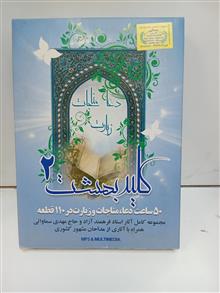 دعا مناجات
زیارت
کلید بهشت ۲
۵۰ ساعت دعا، مناجات و زیارت در ۱۱۰ قطعه
مجموعه کامل آثار استاد فرهمند آزاد و حاج مهدی سماواتی
همراه با آثاری از مداحان مشهور کشوری
MP3 & MULTIMEDIA